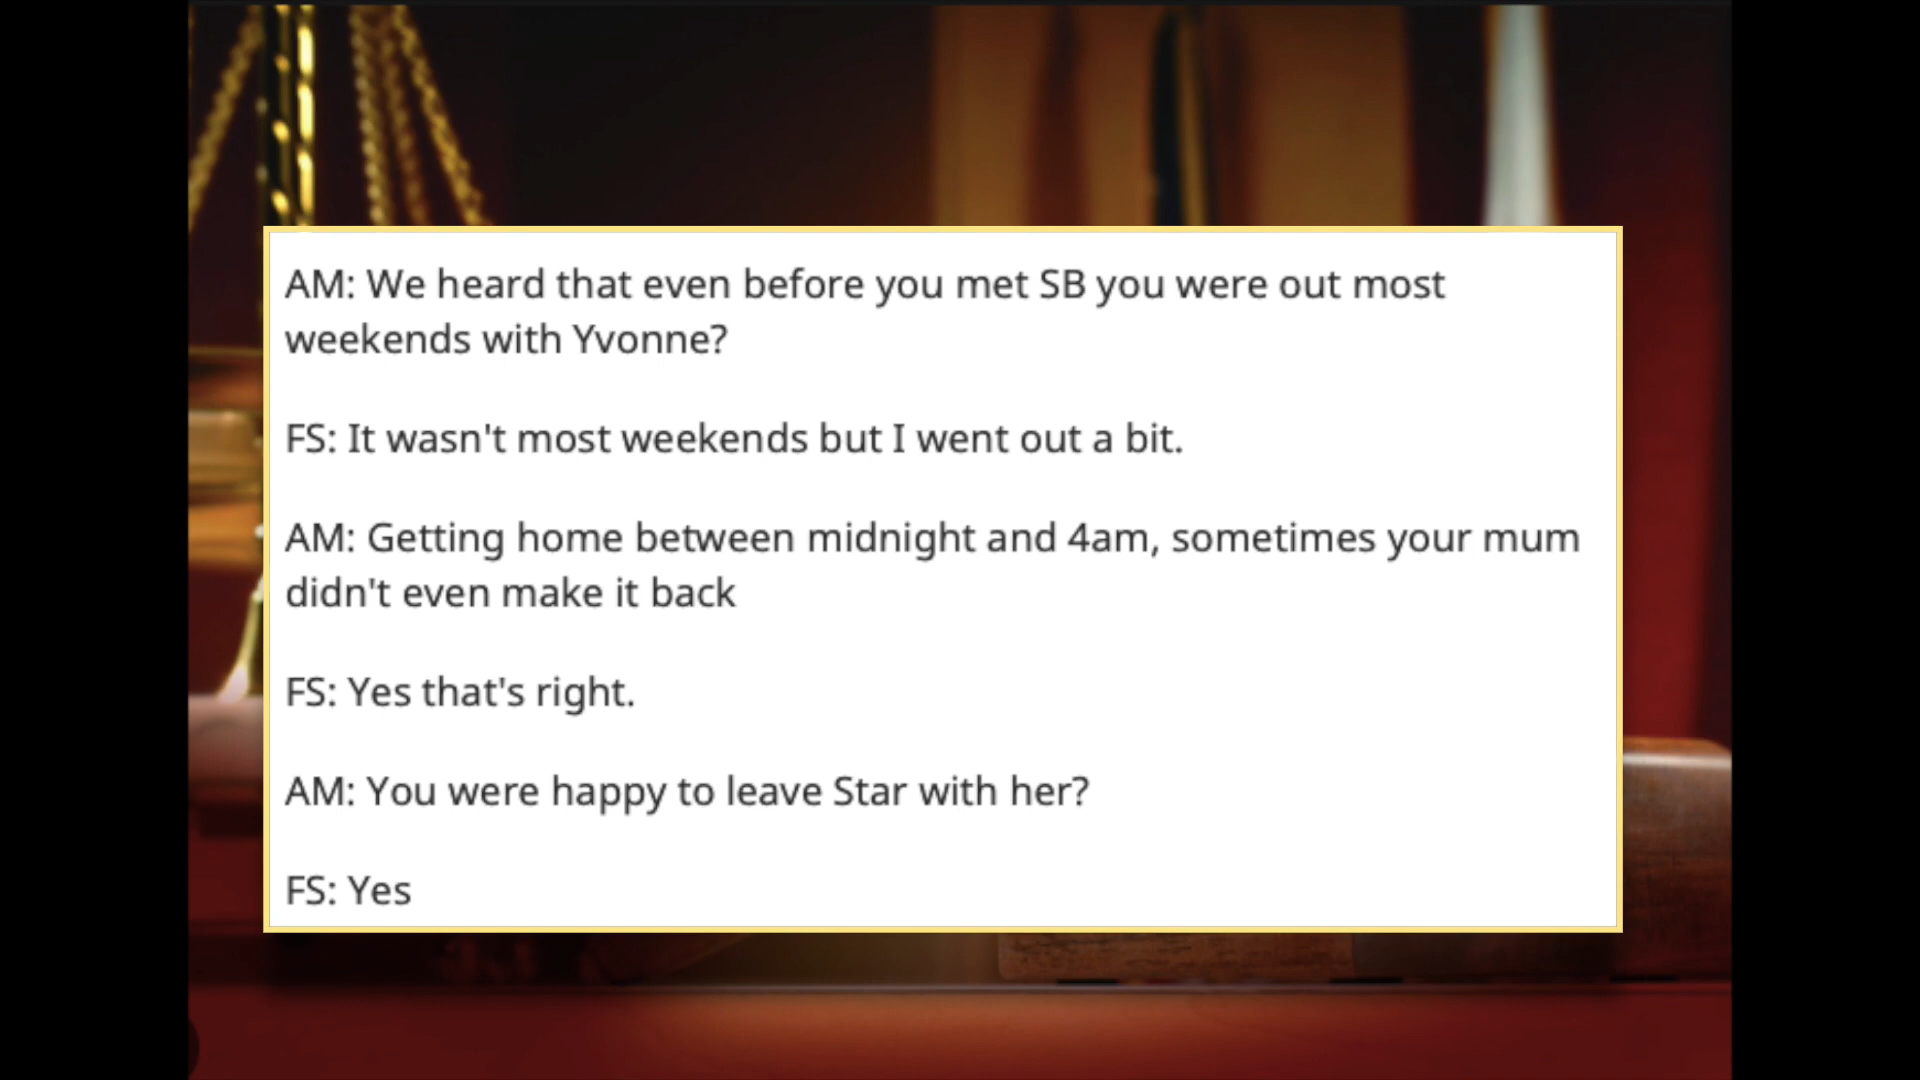 AM: We heard that even before you met SB you were out most
weekends with Yvonne?
FS: It wasn't most weekends but I went out a bit.
AM: Getting home between midnight and 4am, sometimes your mum
didn't even make it back
FS: Yes that's right.
AM: You were happy to leave Star with her?
FS: Yes